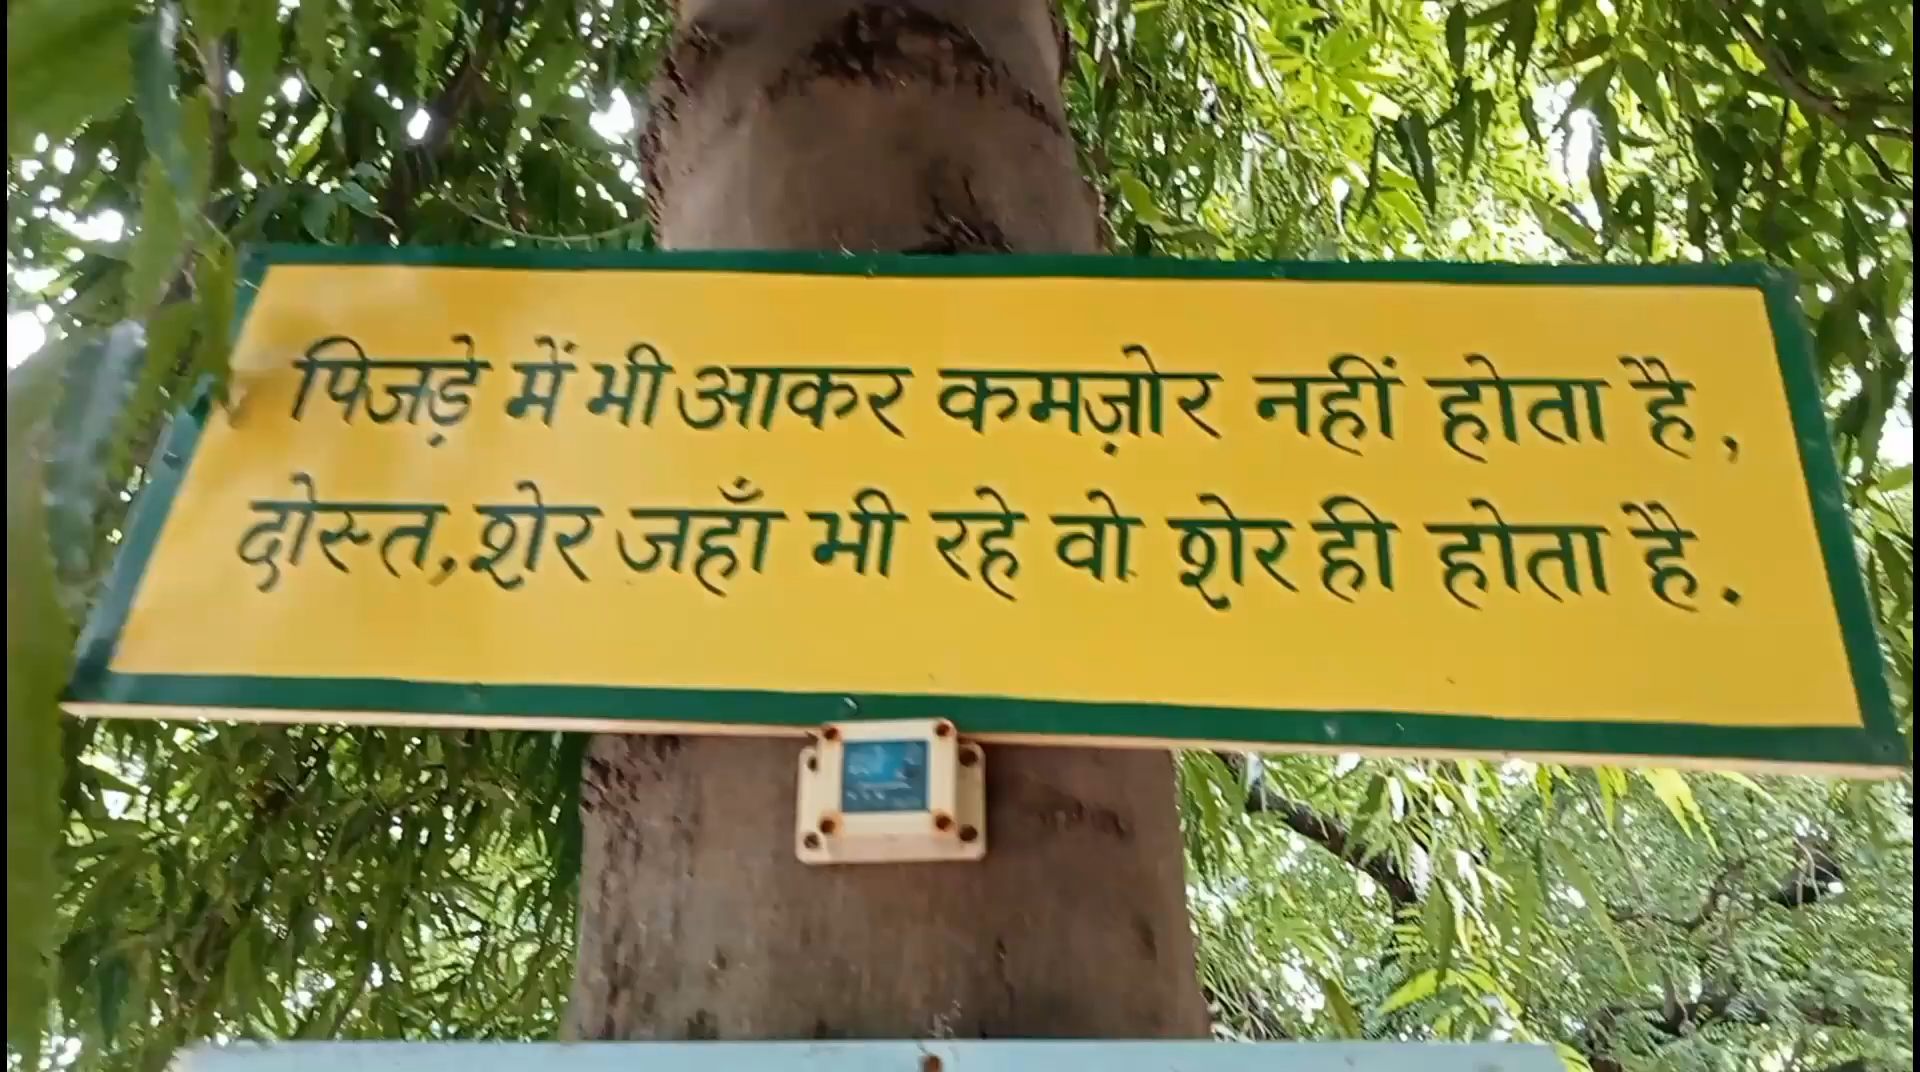 पिजड़े में भी आकर कमज़ोर नहीं होता है,
दोस्त, शेर जहाँ भी रहे वो शेर ही होता है.